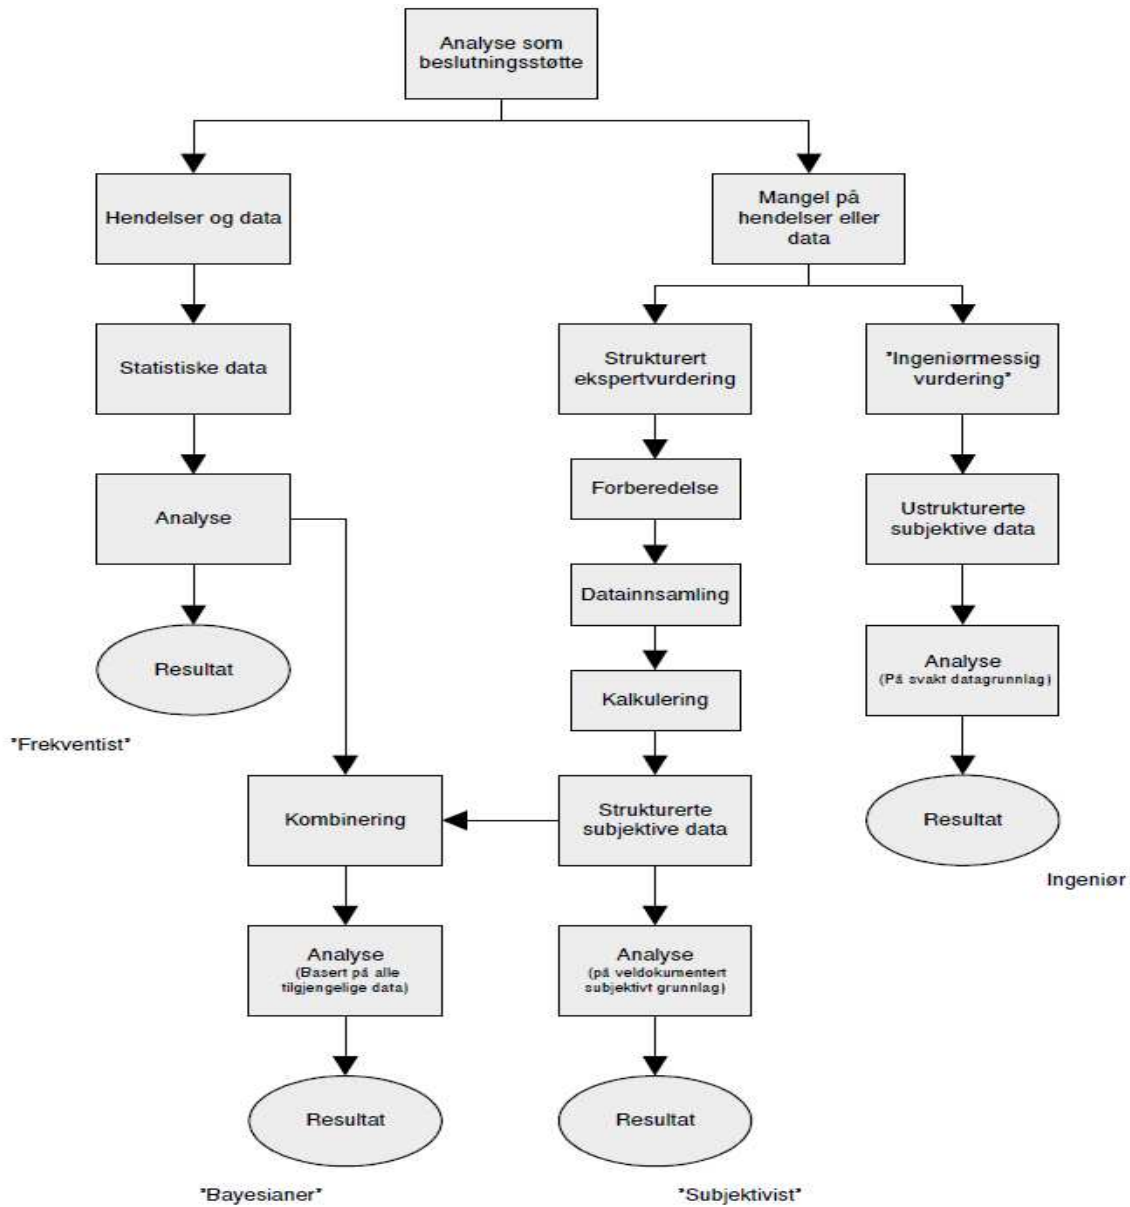 Analyse som
beslutningsstøtte
Hendelser og data
Mangel på
hendelser eller
data
Statistiske data
Strukturert
ekspertvurdering
"Ingeniørmessig
vurdering"
Analyse
Forberedelse
Ustrukturerte
subjektive data
Datainnsamling
Resultat
Analyse
(På svakt datagrunnlag)
Kalkulering
"Frekventist"
Kombinering
Strukturerte
subjektive data
Resultat
Ingeniør
Analyse
(Basert på alle
tilgjengelige data)
Analyse
(på veldokumentert
subjektivt grunnlag)
Resultat
Resultat
"Bayesianer"
"Subjektivist"